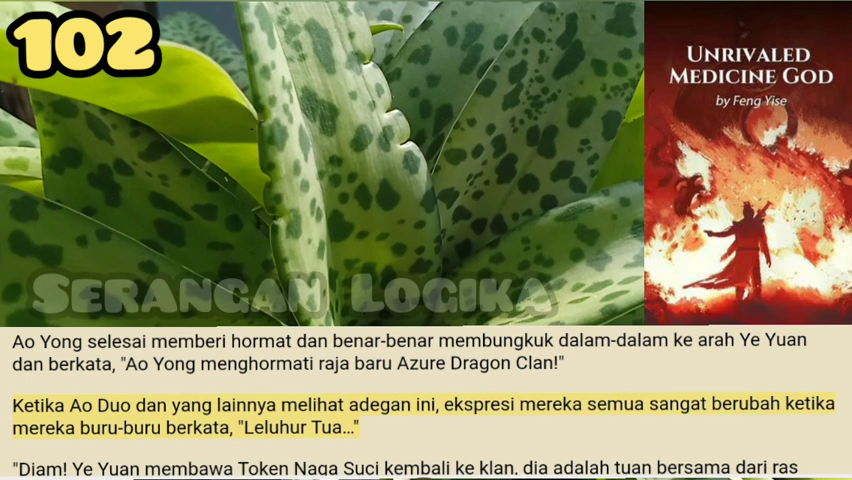 102
UNRIVALED
MEDICINE GOD
by Feng Yise
SERANGAN LOGIKA
Ao Yong selesai memberi hormat dan benar-benar membungkuk dalam-dalam ke arah Ye Yuan
dan berkata, "Ao Yong menghormati raja baru Azure Dragon Clan!"
Ketika Ao Duo dan yang lainnya melihat adegan ini, ekspresi mereka semua sangat berubah ketika
mereka buru-buru berkata, "Leluhur Tua..."
"Diam! Ye Yuan membawa Token Naga Suci kembali ke klan, dia adalah tuan bersama dari ras